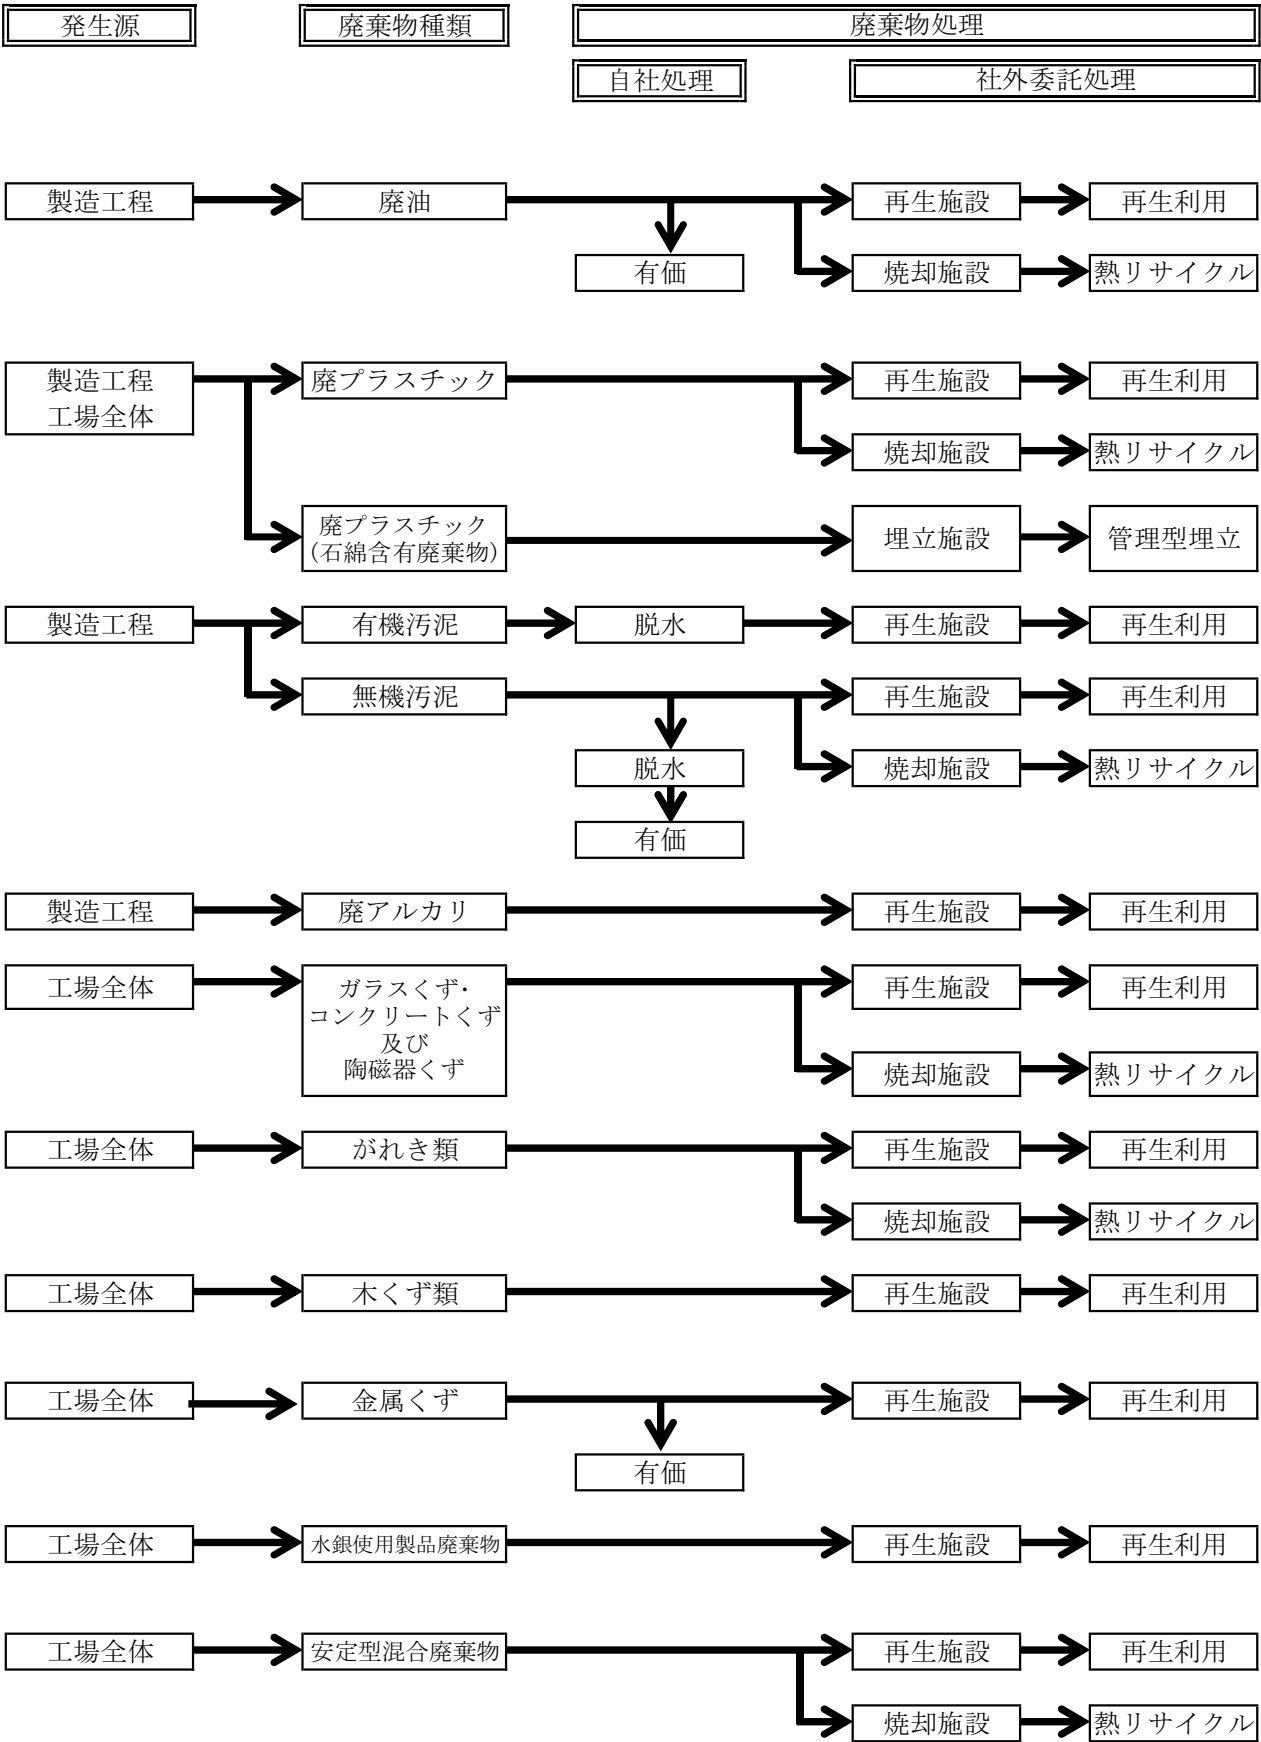 発生源
廃棄物種類
廃棄物処理
自社処理
社外委託処理
製造工程
廃油
再生施設
再生利用
有価
焼却施設
熱リサイクル
製造工程
工場全体
廃プラスチック
再生施設
再生利用
焼却施設
熱リサイクル
廃プラスチック
(石綿含有廃棄物)
埋立施設
管理型埋立
製造工程
有機汚泥
脱水
再生施設
再生利用
無機汚泥
再生施設
再生利用
脱水
焼却施設
熱リサイクル
有価
製造工程
廃アルカリ
再生施設
再生利用
工場全体
ガラスくず・
コンクリートくず
及び
陶磁器くず
再生施設
再生利用
焼却施設
熱リサイクル
工場全体
がれき類
再生施設
再生利用
焼却施設
熱リサイクル
工場全体
木くず類
再生施設
再生利用
工場全体
金属くず
再生施設
再生利用
有価
工場全体
水銀使用製品廃棄物
再生施設
再生利用
工場全体
安定型混合廃棄物
再生施設
再生利用
焼却施設
熱リサイクル